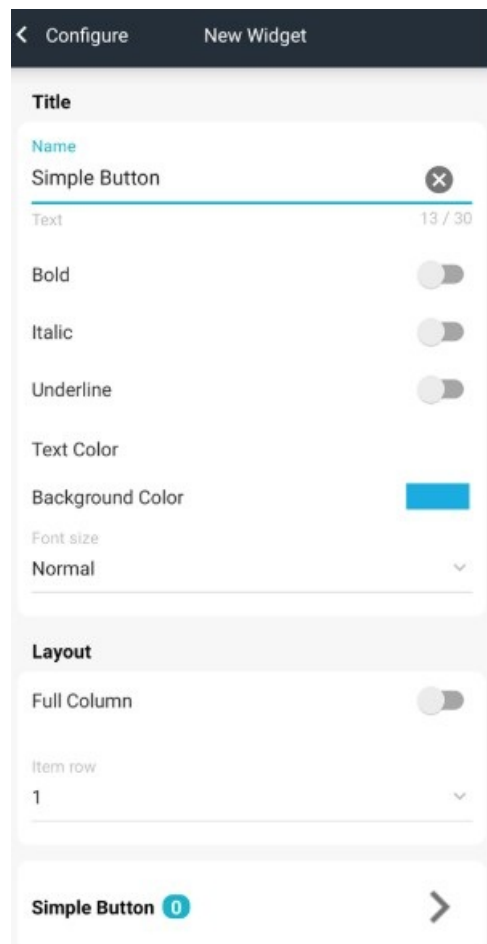 Configure New Widget
Title
Name
Simple Button
Text 13 / 30
Bold
Italic
Underline
Text Color
Background Color
Font size
Normal
Layout
Full Column
Item row
1
Simple Button 0